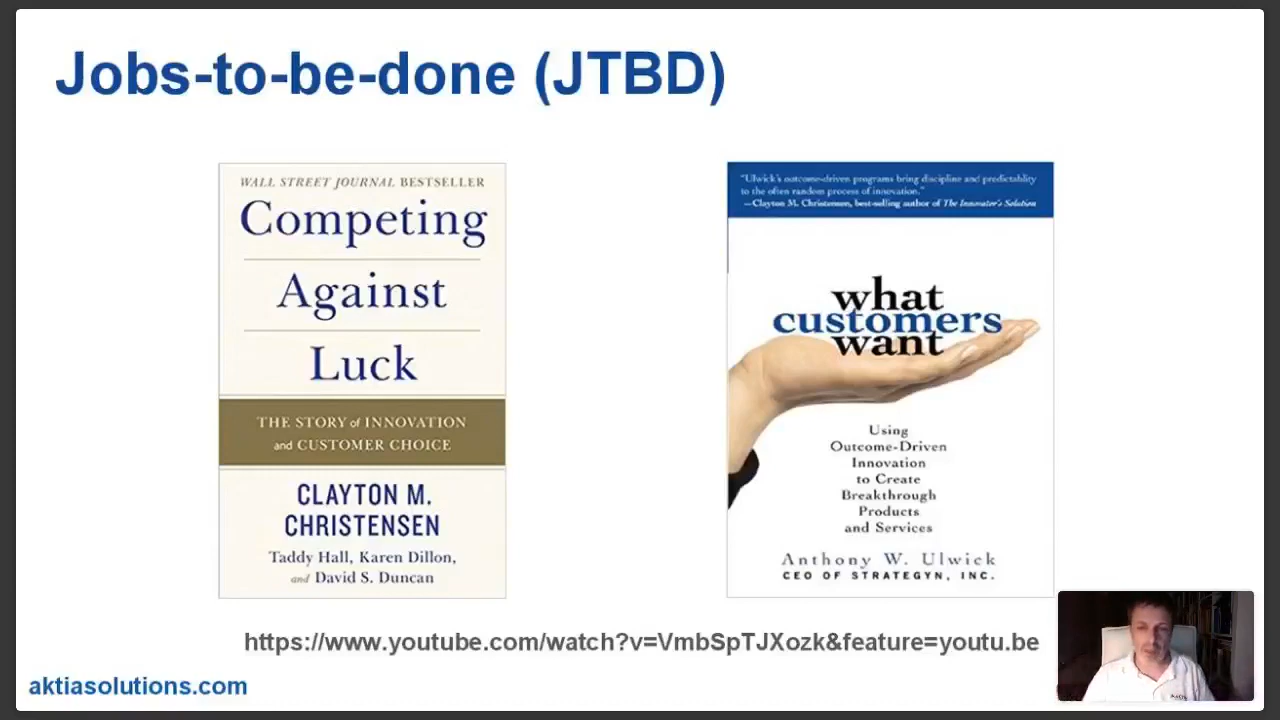 Jobs-to-be-done (JTBD)
WALL STREET JOURNAL BESTSELLER
Competing
Against
Luck
THE STORY of INNOVATION
and CUSTOMER CHOICE
CLAYTON M.
CHRISTENSEN
Taddy Hall, Karen Dillon,
and David S. Duncan
"Ulwick's outcome-driven programs bring discipline and predictability
to the often random process of innovation."
—Clayton M. Christensen, best-selling author of The Innovator's Solution
what
customers
want
Using
Outcome-Driven
Innovation
to Create
Breakthrough
Products
and Services
Anthony W. Ulwick
CEO OF STRATEGYN, INC.
https://www.youtube.com/watch?v=VmbSpTJXozk&feature=youtu.be
aktiasolutions.com